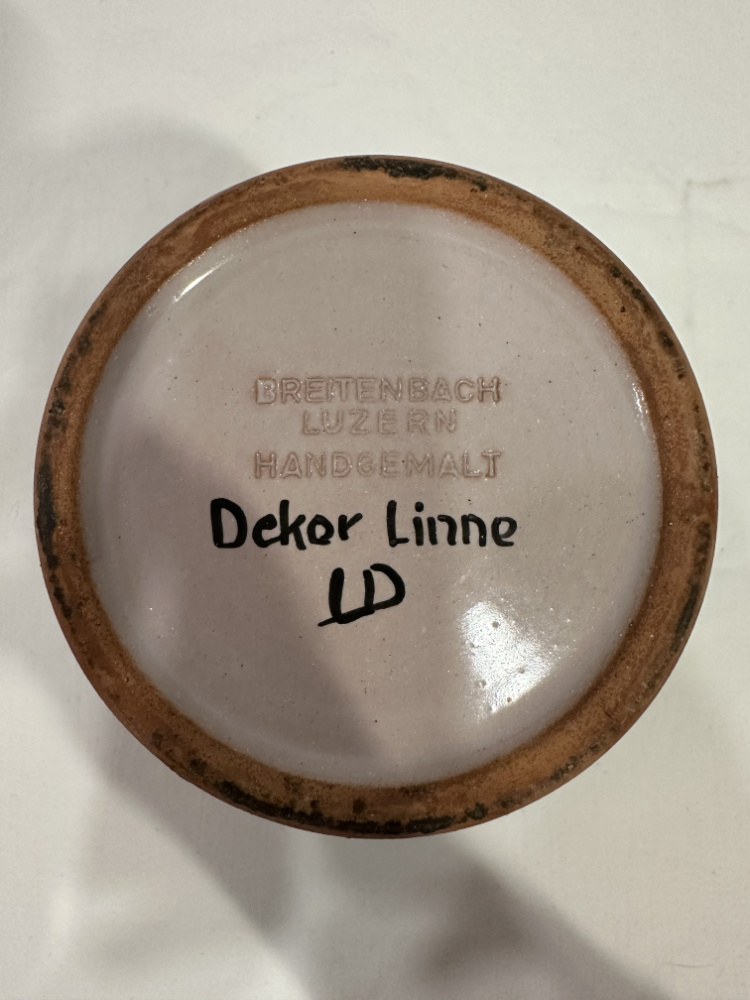 BREITENBACH
LUZERN
HANDGEMALT
Dekor Linne
LD